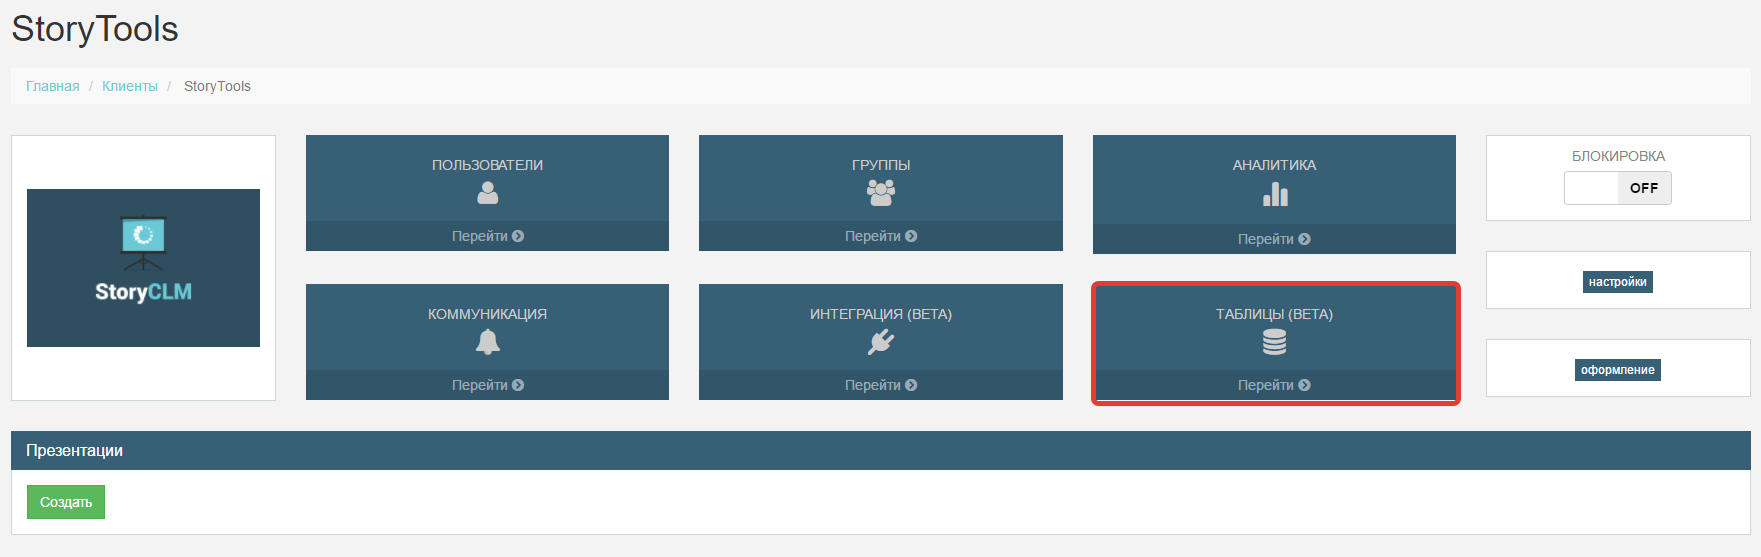 StoryTools
Главная / Клиенты / StoryTools
StoryCLM
ПОЛЬЗОВАТЕЛИ
Перейти
ГРУППЫ
Перейти
АНАЛИТИКА
Перейти
БЛОКИРОВКА
OFF
КОММУНИКАЦИЯ
Перейти
ИНТЕГРАЦИЯ (BETA)
Перейти
ТАБЛИЦЫ (BETA)
Перейти
настройки
оформление
Презентации
Создать